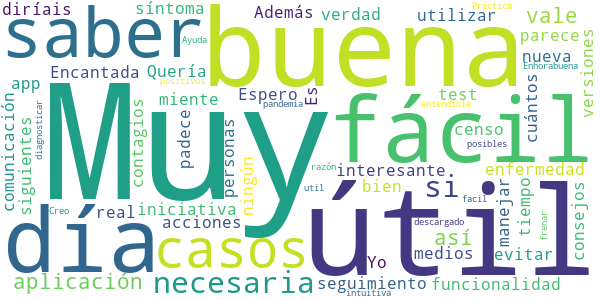 diríais
síntoma
Además
verdad
utilizar
Práctica
vale
saber
buena
Ayuda
parece
Enhorabuena
Encantada
Quería
positivos
nueva
versiones
app
Espero
Es
test
cuántos
miente
pandemia
entendible
comunicación
siguientes
diagnosticar
contagios
padece
personas
ningún
Muy
fácil
censo
posibles
interesante
razón
enfermedad
bien
si
útil
util
facil
manejar
tiempo
consejos
Creo
real
iniciativa
acciones
descargado
día
casos
así
frenar
medios
evitar
Yo
aplicación
necesaria
seguimiento
intuitiva
funcionalidad